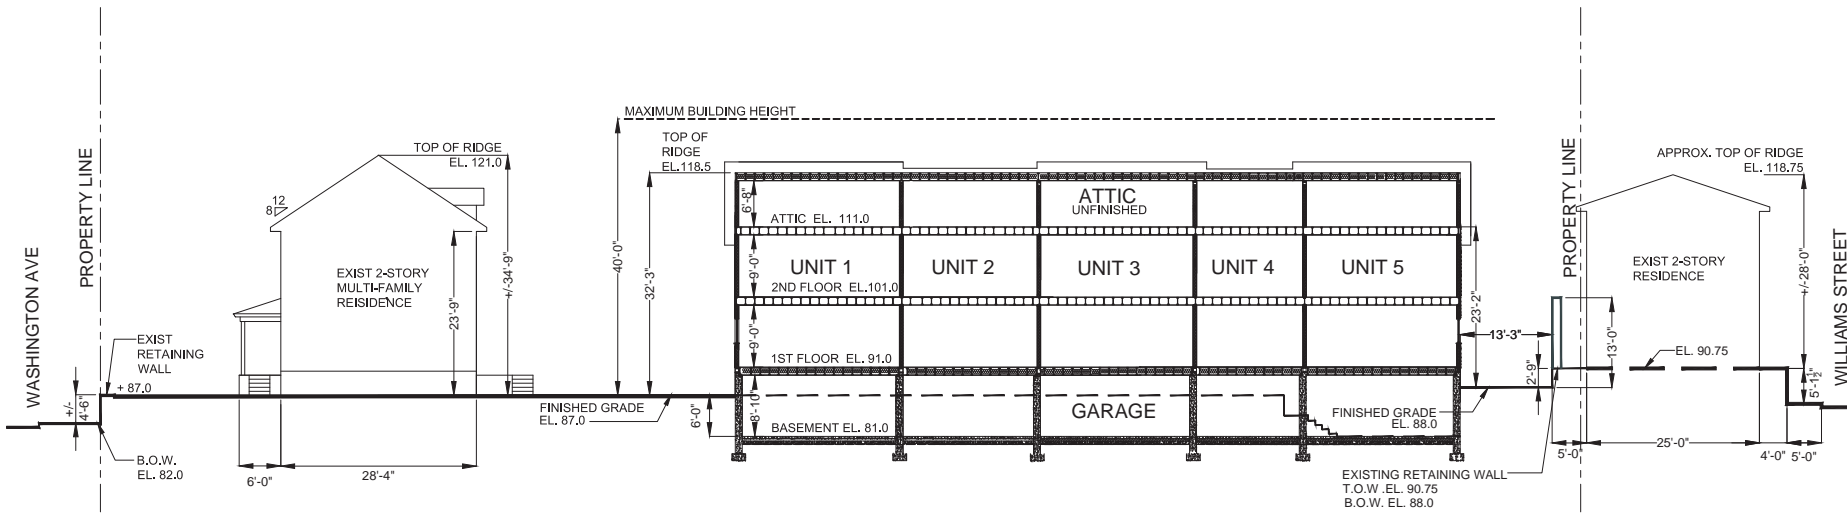 WASHINGTON AVE
PROPERTY LINE
EXIST
RETAINING
WALL
+ 87.0
+/-
4'-6"
B.O.W.
EL. 82.0
12
8
TOP OF RIDGE
EL. 121.0
EXIST 2-STORY
MULTI-FAMILY
REISIDENCE
23'-9"
+/-34'-9"
6'-0"
28'-4"
MAXIMUM BUILDING HEIGHT
40'-0"
TOP OF
RIDGE
EL.118.5
32'-3"
FINISHED GRADE
EL. 87.0
6'-0"
6'-8"
ATTIC
UNFINISHED
ATTIC EL. 111.0
9'-0"
UNIT 1
UNIT 2
UNIT 3
UNIT 4
UNIT 5
2ND FLOOR EL.101.0
9'-0"
1ST FLOOR EL. 91.0
8'-10"
GARAGE
BASEMENT EL. 81.0
23'-2"
13'-3"
FINISHED GRADE
EL. 88.0
2'-9"
13'-0"
EXISTING RETAINING WALL
T.O.W .EL. 90.75
B.O.W. EL. 88.0
PROPERTY LINE
APPROX. TOP OF RIDGE
EL. 118.75
EXIST 2-STORY
RESIDENCE
+/-28'-0"
EL. 90.75
5'-1 1/2"
5'-0"
25'-0"
4'-0"
5'-0"
WILLIAMS STREET